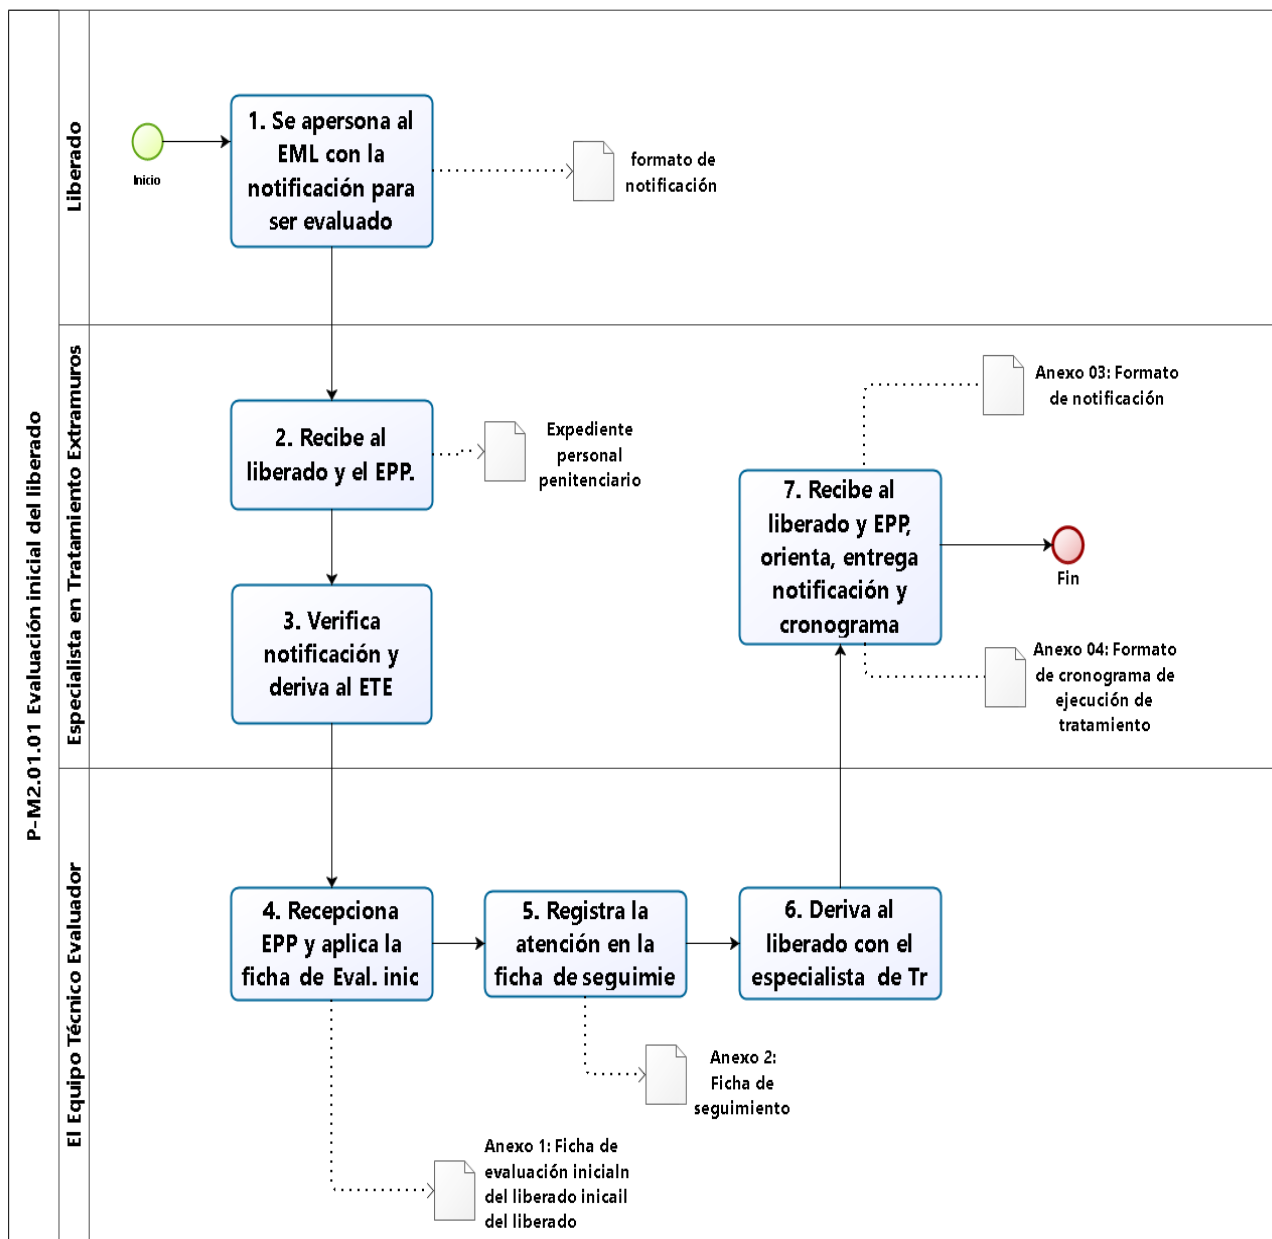 P-M2.01.01 Evaluación inicial del liberado
Liberado
Inicio
1. Se apersona al
EML con la
notificación para
ser evaluado
formato de
notificación
Especialista en Tratamiento Extramuros
2. Recibe al
liberado y el EPP.
Expediente
personal
penitenciario
3. Verifica
notificación y
deriva al ETE
Anexo 03: Formato
de notificación
7. Recibe al
liberado y EPP,
orienta, entrega
notificación y
cronograma
Fin
Anexo 04: Formato
de cronograma de
ejecución de
tratamiento
El Equipo Técnico Evaluador
4. Recepciona
EPP y aplica la
ficha de Eval. inic
5. Registra la
atención en la
ficha de seguimie
6. Deriva al
liberado con el
especialista de Tr
Anexo 2:
Ficha de
seguimiento
Anexo 1: Ficha de
evaluación inicialn
del liberado inicail
del liberado